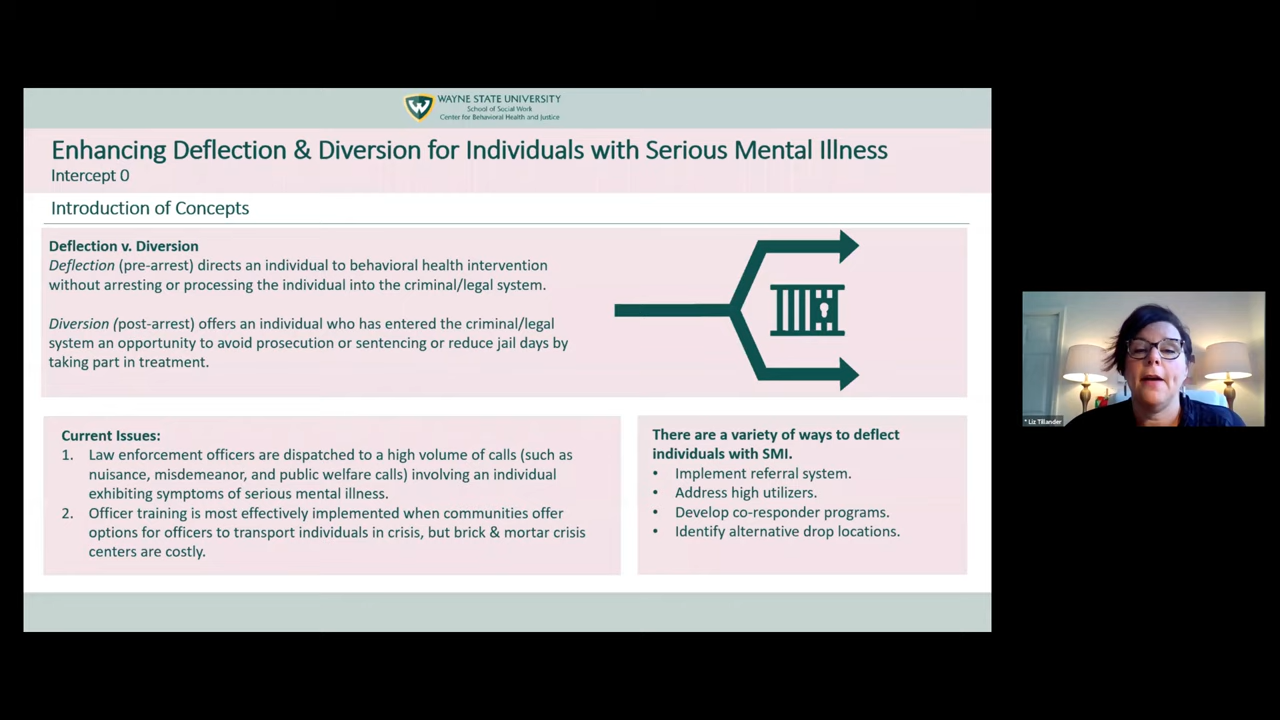 WAYNE STATE UNIVERSITY
School of Social Work
Center for Behavioral Health and Justice
Enhancing Deflection & Diversion for Individuals with Serious Mental Illness
Intercept 0
Introduction of Concepts
Deflection v. Diversion
Deflection (pre-arrest) directs an individual to behavioral health intervention
without arresting or processing the individual into the criminal/legal system.
Diversion (post-arrest) offers an individual who has entered the criminal/legal
system an opportunity to avoid prosecution or sentencing or reduce jail days by
taking part in treatment.
Current Issues:
1. Law enforcement officers are dispatched to a high volume of calls (such as
nuisance, misdemeanor, and public welfare calls) involving an individual
exhibiting symptoms of serious mental illness.
2. Officer training is most effectively implemented when communities offer
options for officers to transport individuals in crisis, but brick & mortar crisis
centers are costly.
There are a variety of ways to deflect
individuals with SMI.
• Implement referral system.
• Address high utilizers.
• Develop co-responder programs.
• Identify alternative drop locations.
* Liz Tillander